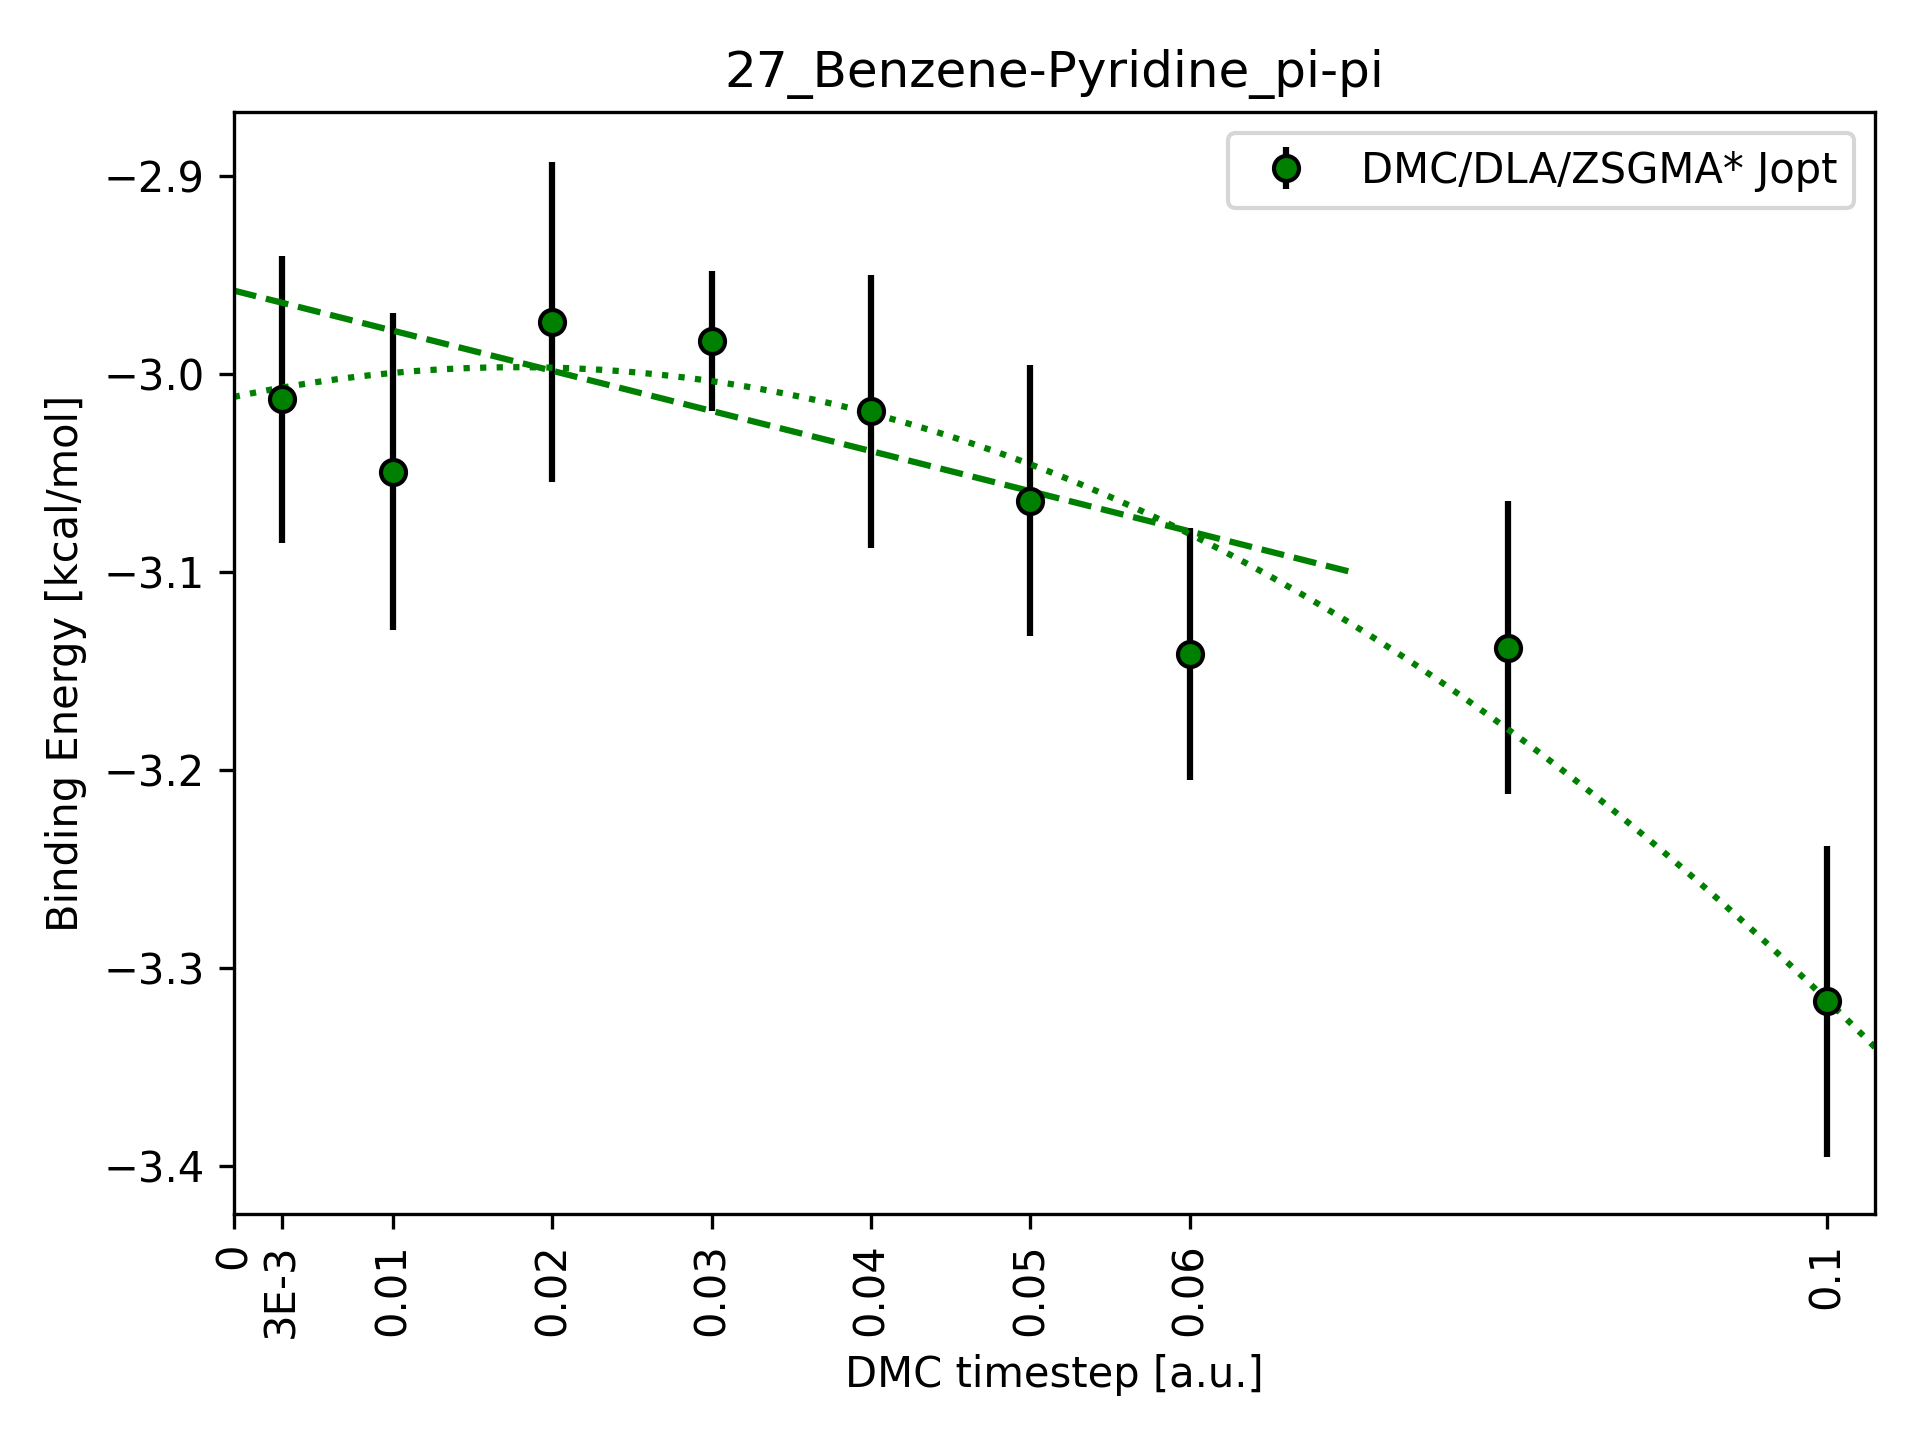 27_Benzene-Pyridine_pi-pi
DMC/DLA/ZSGMA* Jopt
Binding Energy [kcal/mol]
−2.9
−3.0
−3.1
−3.2
−3.3
−3.4
0
3E-3
0.01
0.02
0.03
0.04
0.05
0.06
0.1
DMC timestep [a.u.]